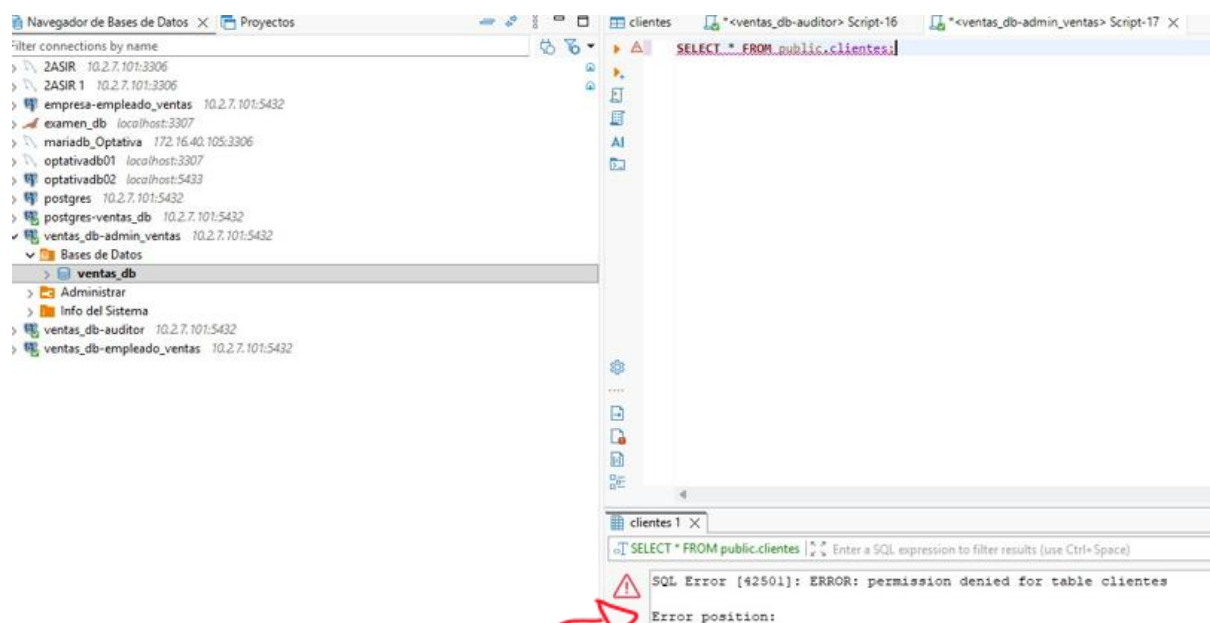 Navegador de Bases de Datos
Proyectos
Filter connections by name
2ASIR 10.2.7.101:3306
2ASIR 1 10.2.7.101:3306
empresa-empleado_ventas 10.2.7.101:5432
examen_db localhost:3307
mariadb_Optativa 172.16.40.105:3306
optativadb01 localhost:3307
optativadb02 localhost:5433
postgres 10.2.7.101:5432
postgres-ventas_db 10.2.7.101:5432
ventas_db-admin_ventas 10.2.7.101:5432
Bases de Datos
ventas_db
Administrar
Info del Sistema
ventas_db-auditor 10.2.7.101:5432
ventas_db-empleado_ventas 10.2.7.101:5432
clientes
*<ventas_db-auditor> Script-16
*<ventas_db-admin_ventas> Script-17
SELECT * FROM public.clientes;
AI
clientes 1
SELECT * FROM public.clientes
Enter a SQL expression to filter results (use Ctrl+Space)
SQL Error [42501]: ERROR: permission denied for table clientes
Error position: